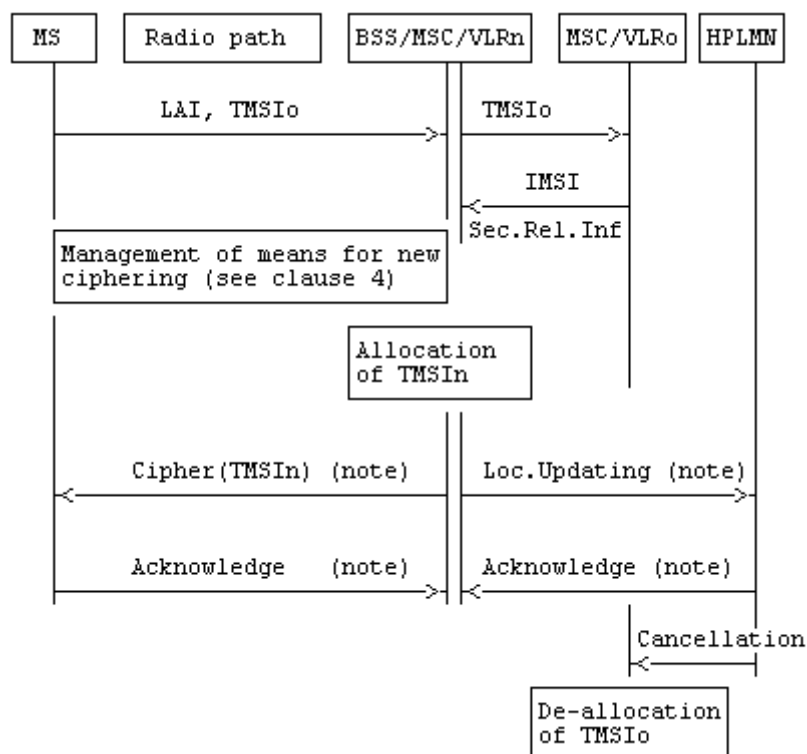 MS
Radio path
BSS/MSC/VLRn
MSC/VLRo
HPLMN
LAI, TMSIo
TMSIo
IMSI
Sec.Rel.Inf
Management of means for new
ciphering (see clause 4)
Allocation
of TMSIn
Cipher(TMSIn) (note)
Loc.Updating (note)
Acknowledge (note)
Acknowledge (note)
Cancellation
De-allocation
of TMSIo